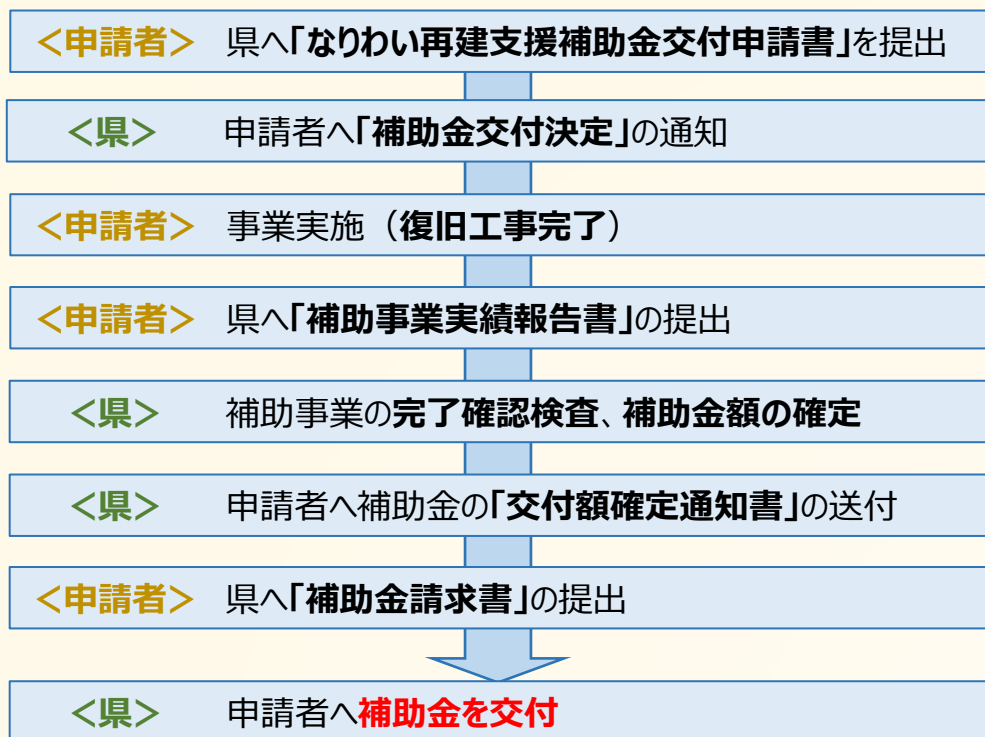 <申請者> 県へ「なりわい再建支援補助金交付申請書」を提出
<県> 申請者へ「補助金交付決定」の通知
<申請者> 事業実施（復旧工事完了）
<申請者> 県へ「補助事業実績報告書」の提出
<県> 補助事業の完了確認検査、補助金額の確定
<県> 申請者へ補助金の「交付額確定通知書」の送付
<申請者> 県へ「補助金請求書」の提出
<県> 申請者へ補助金を交付